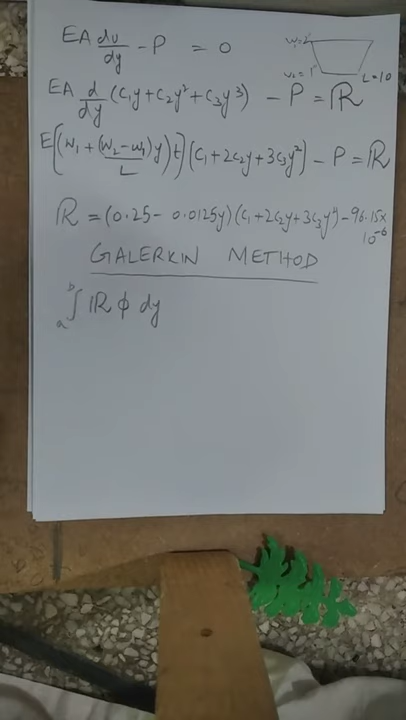 EA du/dy - P = 0
w₁=2"
w₂=1" L=10
EA d/dy (C₁y + C₂y² + C₃y³) - P = R
E[(W₁ + (W₂-W₁)y/L) t](C₁ + 2C₂y + 3C₃y²) - P = R
R = (0.25 - 0.0125y)(C₁ + 2C₂y + 3C₃y²) - 96.15 x 10⁻⁶
GALERKIN METHOD
∫ₐᵇ R ϕ dy